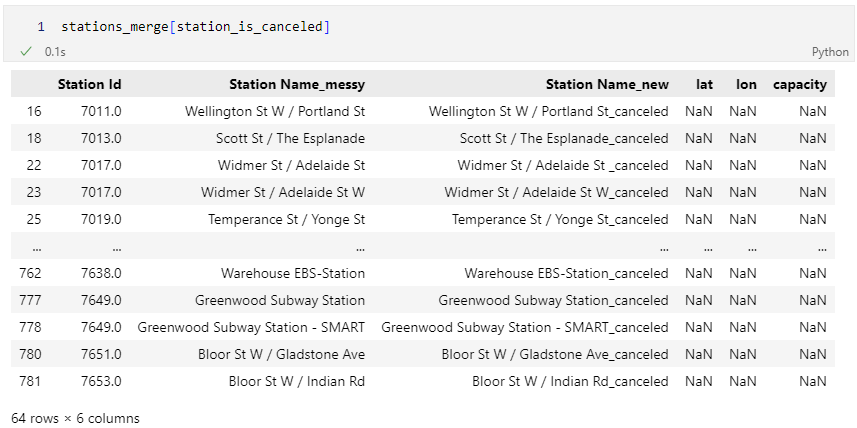 1 stations_merge[station_is_canceled]
✓ 0.1s Python
Station Id Station Name_messy Station Name_new lat lon capacity
16 7011.0 Wellington St W / Portland St Wellington St W / Portland St_canceled NaN NaN NaN
18 7013.0 Scott St / The Esplanade Scott St / The Esplanade_canceled NaN NaN NaN
22 7017.0 Widmer St / Adelaide St Widmer St / Adelaide St _canceled NaN NaN NaN
23 7017.0 Widmer St / Adelaide St W Widmer St / Adelaide St W_canceled NaN NaN NaN
25 7019.0 Temperance St / Yonge St Temperance St / Yonge St_canceled NaN NaN NaN
... ... ... ... ... ... ...
762 7638.0 Warehouse EBS-Station Warehouse EBS-Station_canceled NaN NaN NaN
777 7649.0 Greenwood Subway Station Greenwood Subway Station_canceled NaN NaN NaN
778 7649.0 Greenwood Subway Station - SMART Greenwood Subway Station - SMART_canceled NaN NaN NaN
780 7651.0 Bloor St W / Gladstone Ave Bloor St W / Gladstone Ave_canceled NaN NaN NaN
781 7653.0 Bloor St W / Indian Rd Bloor St W / Indian Rd_canceled NaN NaN NaN
64 rows × 6 columns